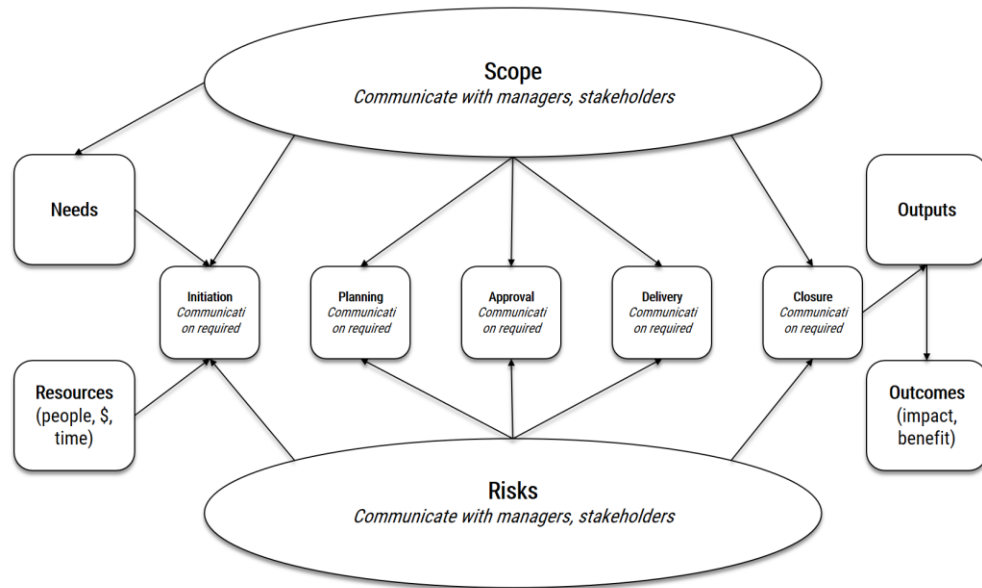 Scope
Communicate with managers, stakeholders
Needs
Outputs
Initiation
Communicati
on required
Planning
Communicati
on required
Approval
Communicati
on required
Delivery
Communicati
on required
Closure
Communicati
on required
Resources
(people, $,
time)
Outcomes
(impact,
benefit)
Risks
Communicate with managers, stakeholders